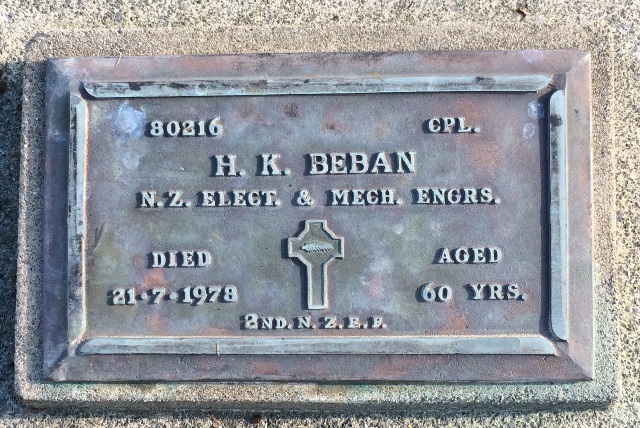 80216 CPL.
H. K. BEBAN
N.Z. ELECT. & MECH. ENGRS.
DIED AGED
21·7·1978 60 YRS.
2ND. N.Z.E.F.